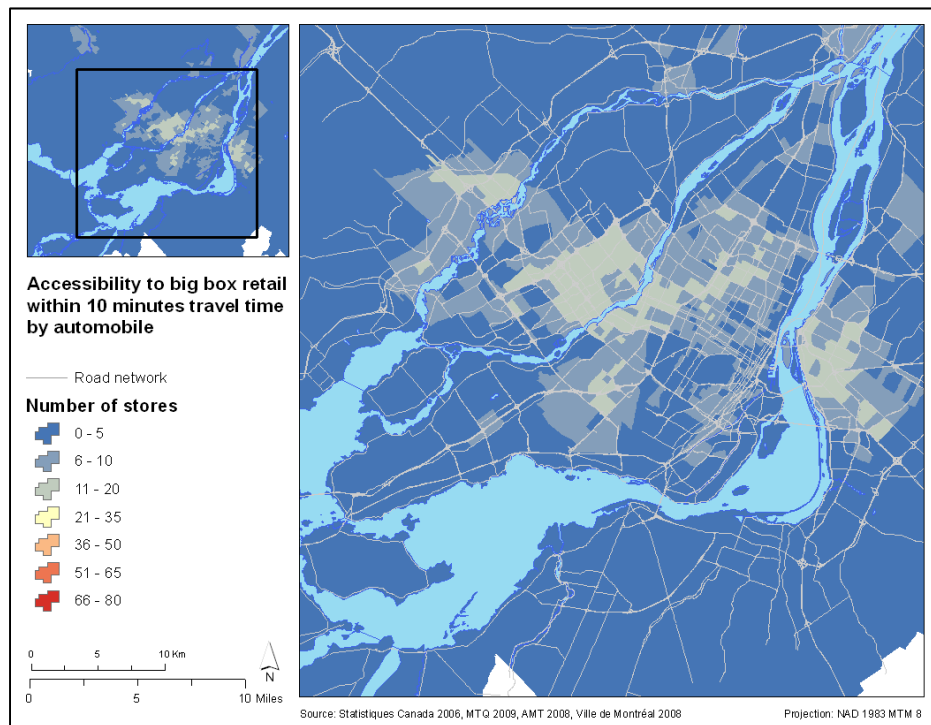 Accessibility to big box retail
within 10 minutes travel time
by automobile
Road network
Number of stores
0 - 5
6 - 10
11 - 20
21 - 35
36 - 50
51 - 65
66 - 80
0 5 10 Km
N
0 5 10 Miles
Source: Statistiques Canada 2006, MTQ 2009, AMT 2008, Ville de Montréal 2008
Projection: NAD 1983 MTM 8